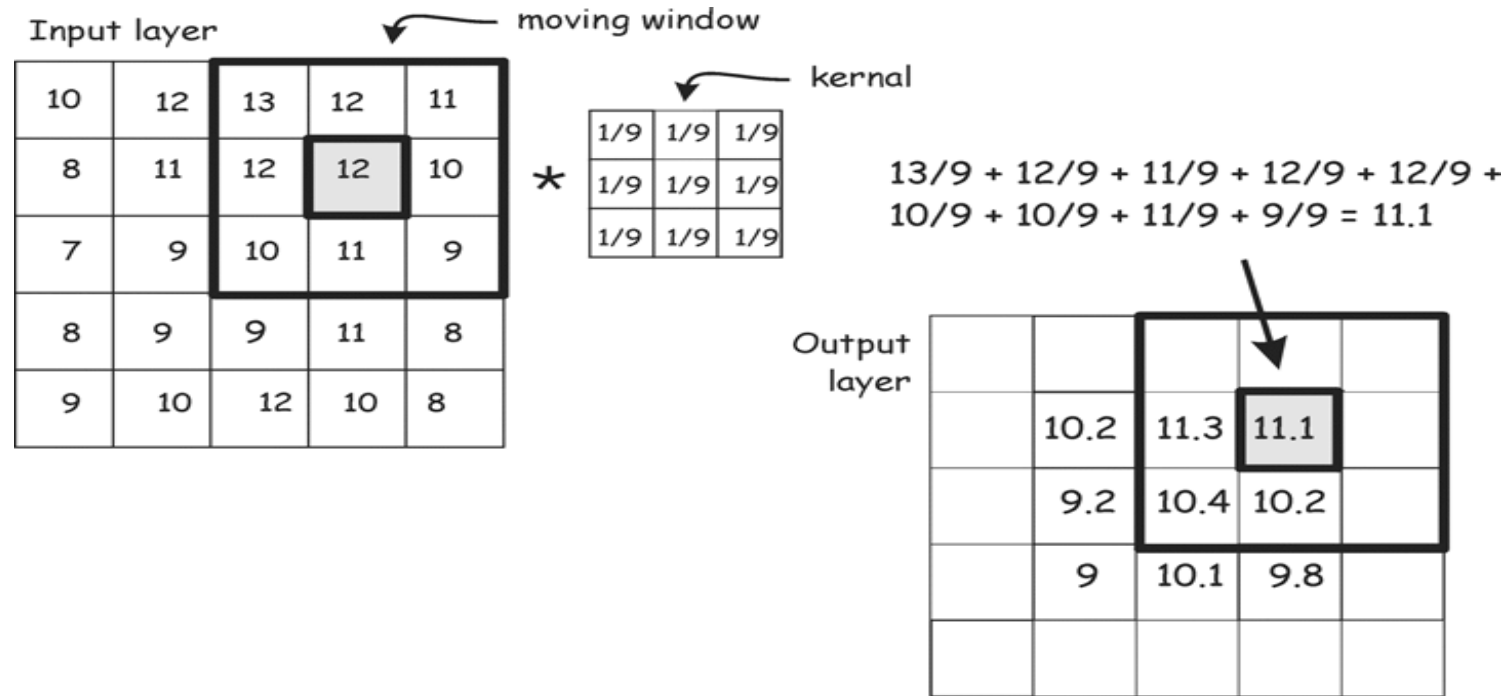 Input layer
moving window
10 12 13 12 11
8 11 12 12 10
7 9 10 11 9
8 9 9 11 8
9 10 12 10 8
*
kernal
1/9 1/9 1/9
1/9 1/9 1/9
1/9 1/9 1/9
13/9 + 12/9 + 11/9 + 12/9 + 12/9 +
10/9 + 10/9 + 11/9 + 9/9 = 11.1
Output
layer
10.2 11.3 11.1
9.2 10.4 10.2
9 10.1 9.8